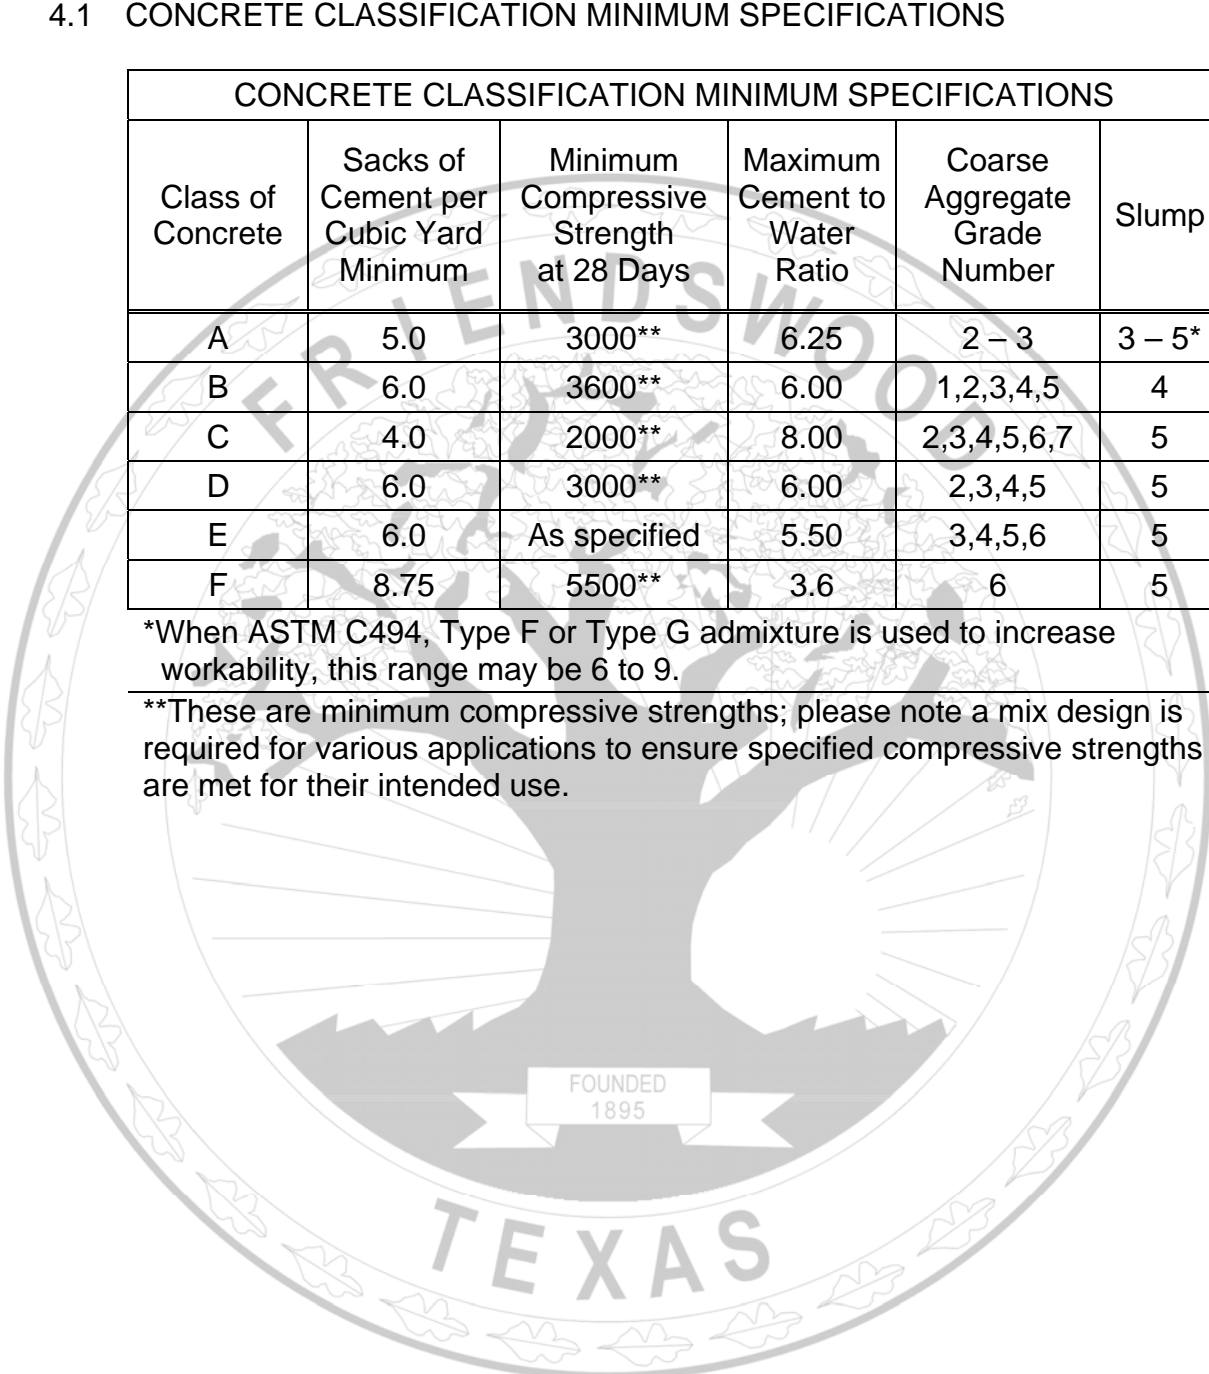 4.1 CONCRETE CLASSIFICATION MINIMUM SPECIFICATIONS
CONCRETE CLASSIFICATION MINIMUM SPECIFICATIONS
Class of Concrete Sacks of Cement per Cubic Yard Minimum Minimum Compressive Strength at 28 Days Maximum Cement to Water Ratio Coarse Aggregate Grade Number Slump
A 5.0 3000** 6.25 2 – 3 3 – 5*
B 6.0 3600** 6.00 1,2,3,4,5 4
C 4.0 2000** 8.00 2,3,4,5,6,7 5
D 6.0 3000** 6.00 2,3,4,5 5
E 6.0 As specified 5.50 3,4,5,6 5
F 8.75 5500** 3.6 6 5
*When ASTM C494, Type F or Type G admixture is used to increase
workability, this range may be 6 to 9.
**These are minimum compressive strengths; please note a mix design is
required for various applications to ensure specified compressive strengths
are met for their intended use.
FRIENDSWOOD
FOUNDED
1895
TEXAS